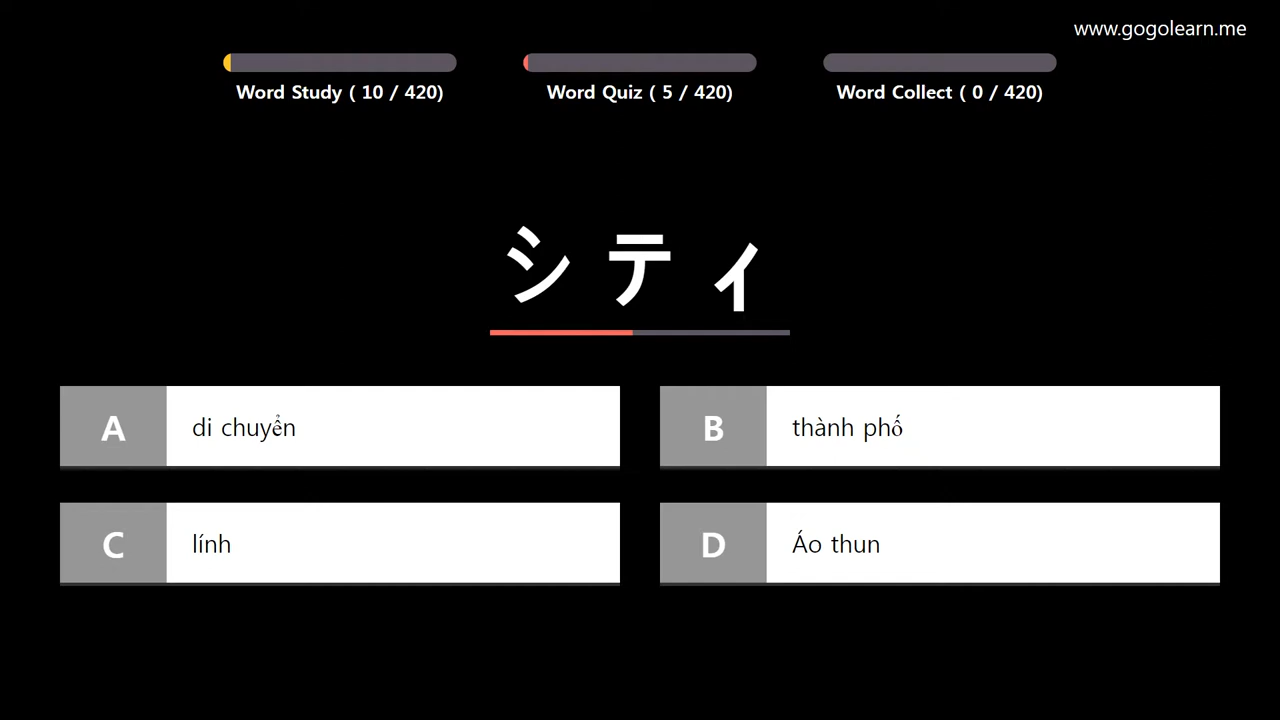 www.gogolearn.me
Word Study ( 10 / 420)
Word Quiz ( 5 / 420)
Word Collect ( 0 / 420)
シティ
A di chuyển
B thành phố
C lính
D Áo thun